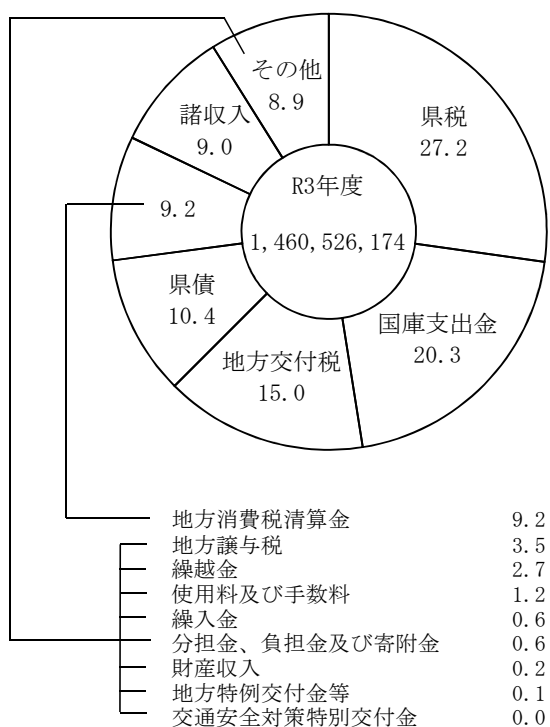 その他
8.9
県税
27.2
諸収入
9.0
R3年度
1,460,526,174
9.2
県債
10.4
国庫支出金
20.3
地方交付税
15.0
地方消費税清算金 9.2
地方譲与税 3.5
繰越金 2.7
使用料及び手数料 1.2
繰入金 0.6
分担金、負担金及び寄附金 0.6
財産収入 0.2
地方特例交付金等 0.1
交通安全対策特別交付金 0.0